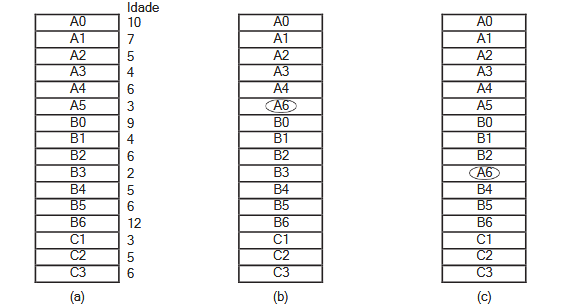 Idade
A0 10 A0 A0
A1 7 A1 A1
A2 5 A2 A2
A3 4 A3 A3
A4 6 A4 A4
A5 3 A6 A5
B0 9 B0 B0
B1 4 B1 B1
B2 6 B2 B2
B3 2 B3 A6
B4 5 B4 B4
B5 6 B5 B5
B6 12 B6 B6
C1 3 C1 C1
C2 5 C2 C2
C3 6 C3 C3
(a) (b) (c)